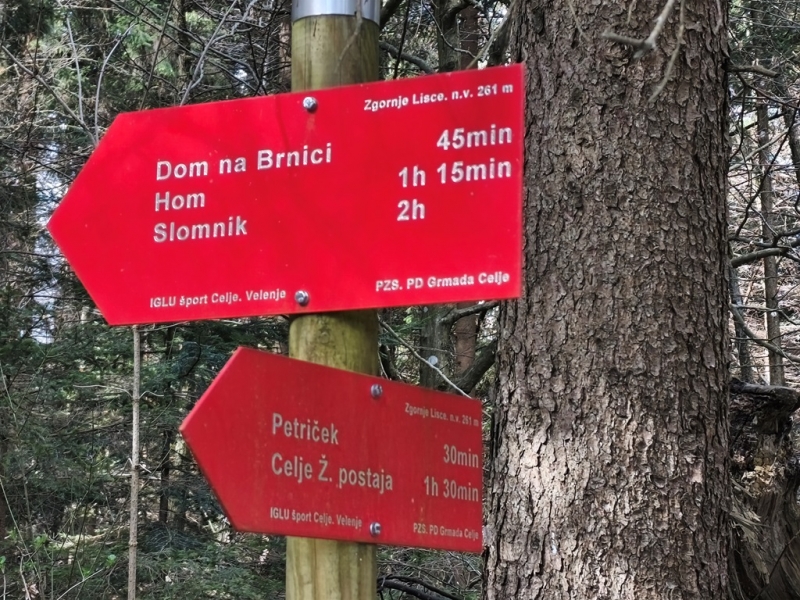 Zgornje Lisce. n.v. 261 m
Dom na Brnici 45min
Hom 1h 15min
Slomnik 2h
IGLU šport Celje. Velenje PZS. PD Grmada Celje
Zgornje Lisce. n.v. 261 m
Petriček 30min
Celje Ž. postaja 1h 30min
IGLU šport Celje. Velenje PZS. PD Grmada Celje